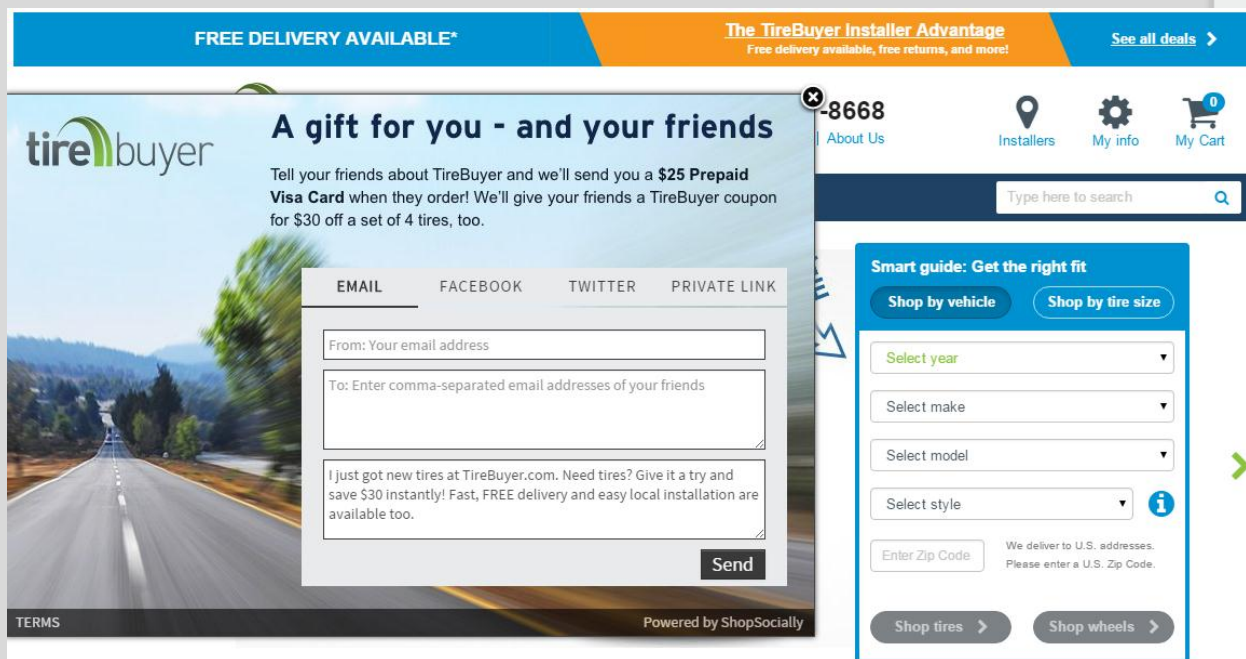 FREE DELIVERY AVAILABLE*
The TireBuyer Installer Advantage
Free delivery available, free returns, and more!
See all deals
tirebuyer
A gift for you - and your friends
Tell your friends about TireBuyer and we'll send you a $25 Prepaid
Visa Card when they order! We'll give your friends a TireBuyer coupon
for $30 off a set of 4 tires, too.
EMAIL FACEBOOK TWITTER PRIVATE LINK
From: Your email address
To: Enter comma-separated email addresses of your friends
I just got new tires at TireBuyer.com. Need tires? Give it a try and
save $30 instantly! Fast, FREE delivery and easy local installation are
available too.
Send
TERMS
Powered by ShopSocially
-8668
| About Us
Installers
My info
0
My Cart
Type here to search
Smart guide: Get the right fit
Shop by vehicle
Shop by tire size
Select year
Select make
Select model
Select style
Enter Zip Code
We deliver to U.S. addresses.
Please enter a U.S. Zip Code.
Shop tires
Shop wheels